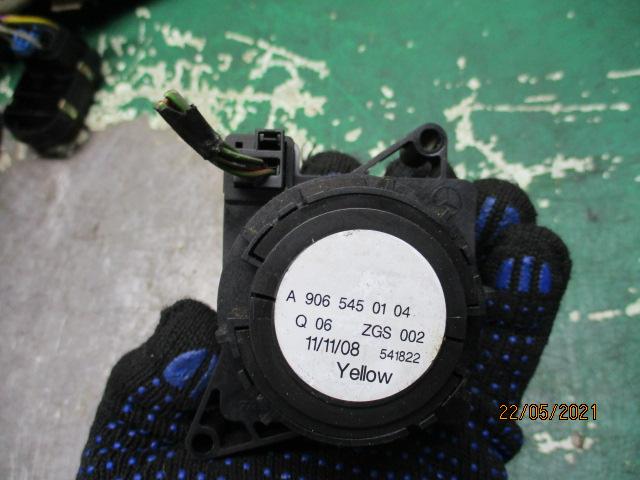 A 906 545 01 04
Q 06 ZGS 002
11/11/08 541822
Yellow
22/05/2021